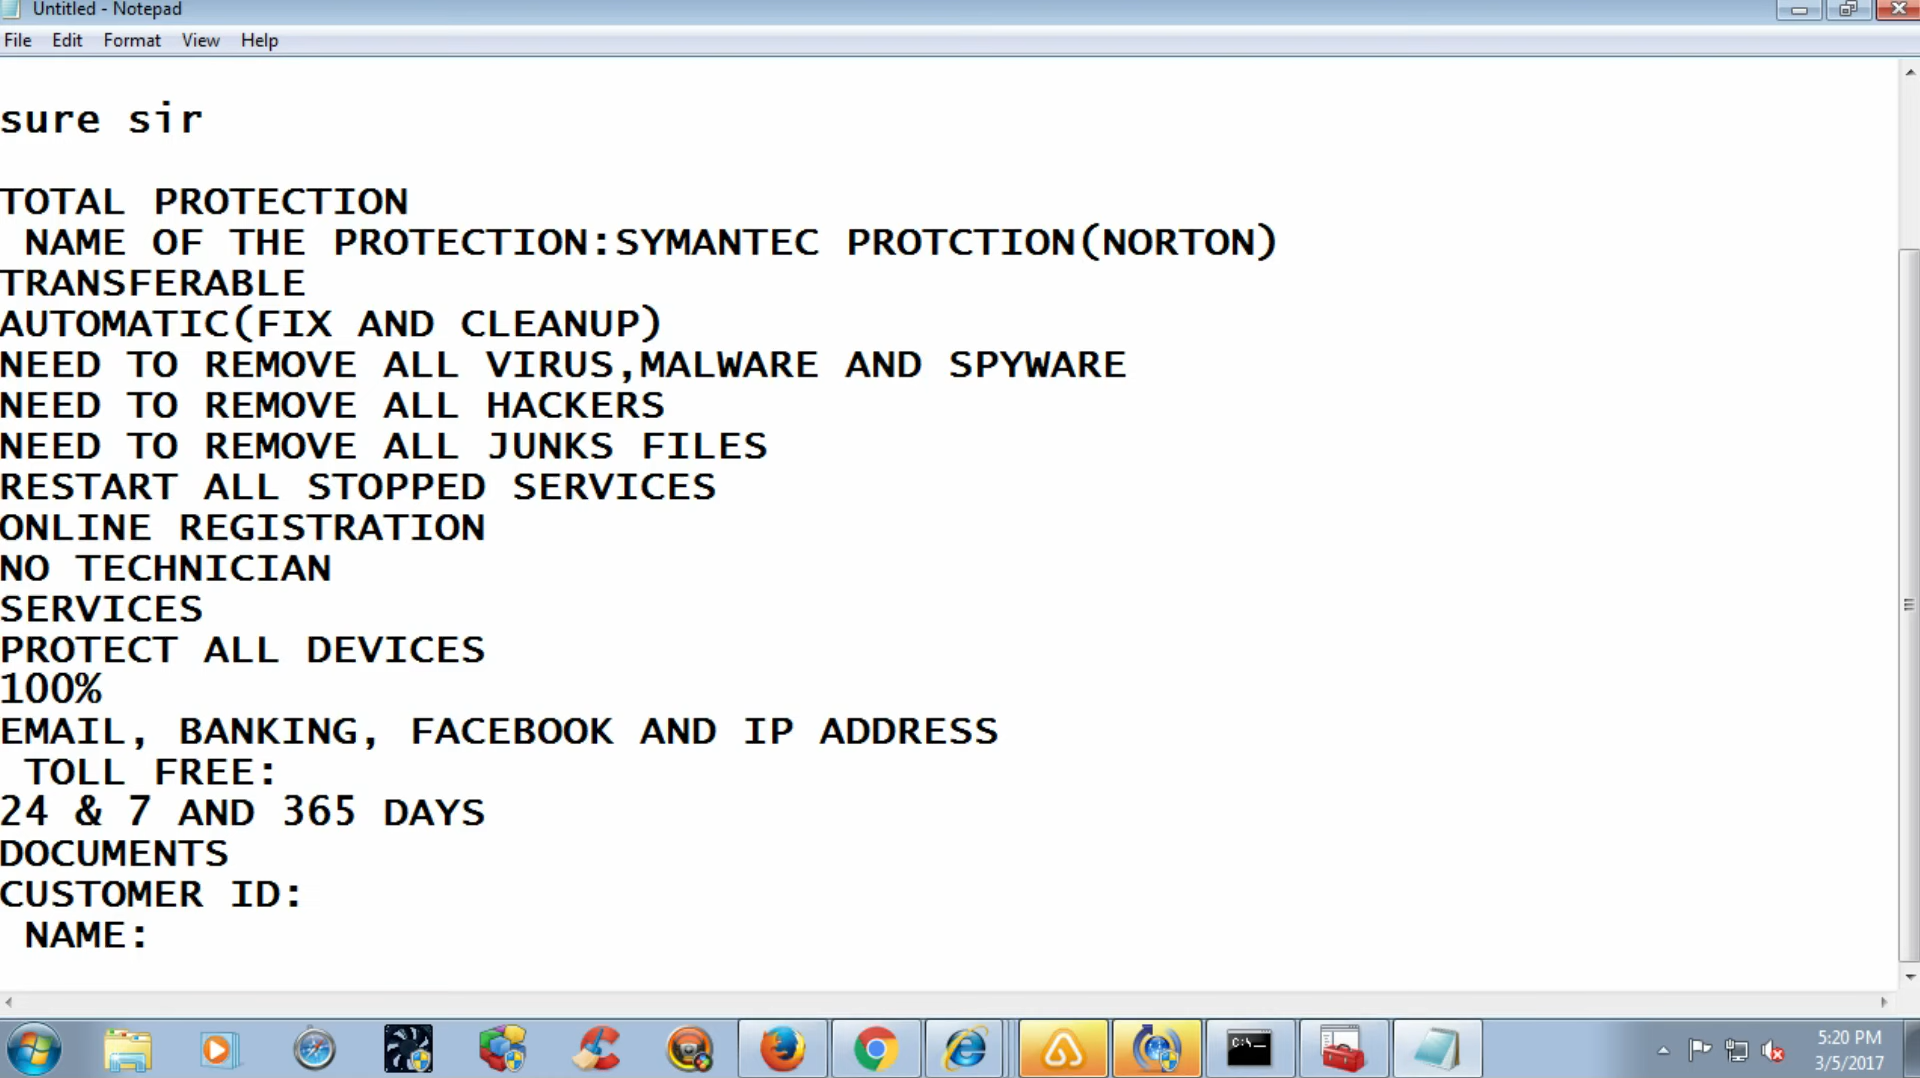 Untitled - Notepad
File Edit Format View Help
sure sir
TOTAL PROTECTION
NAME OF THE PROTECTION:SYMANTEC PROTCTION(NORTON)
TRANSFERABLE
AUTOMATIC(FIX AND CLEANUP)
NEED TO REMOVE ALL VIRUS,MALWARE AND SPYWARE
NEED TO REMOVE ALL HACKERS
NEED TO REMOVE ALL JUNKS FILES
RESTART ALL STOPPED SERVICES
ONLINE REGISTRATION
NO TECHNICIAN
SERVICES
PROTECT ALL DEVICES
100%
EMAIL, BANKING, FACEBOOK AND IP ADDRESS
TOLL FREE:
24 & 7 AND 365 DAYS
DOCUMENTS
CUSTOMER ID:
NAME:
C:\_
5:20 PM
3/5/2017